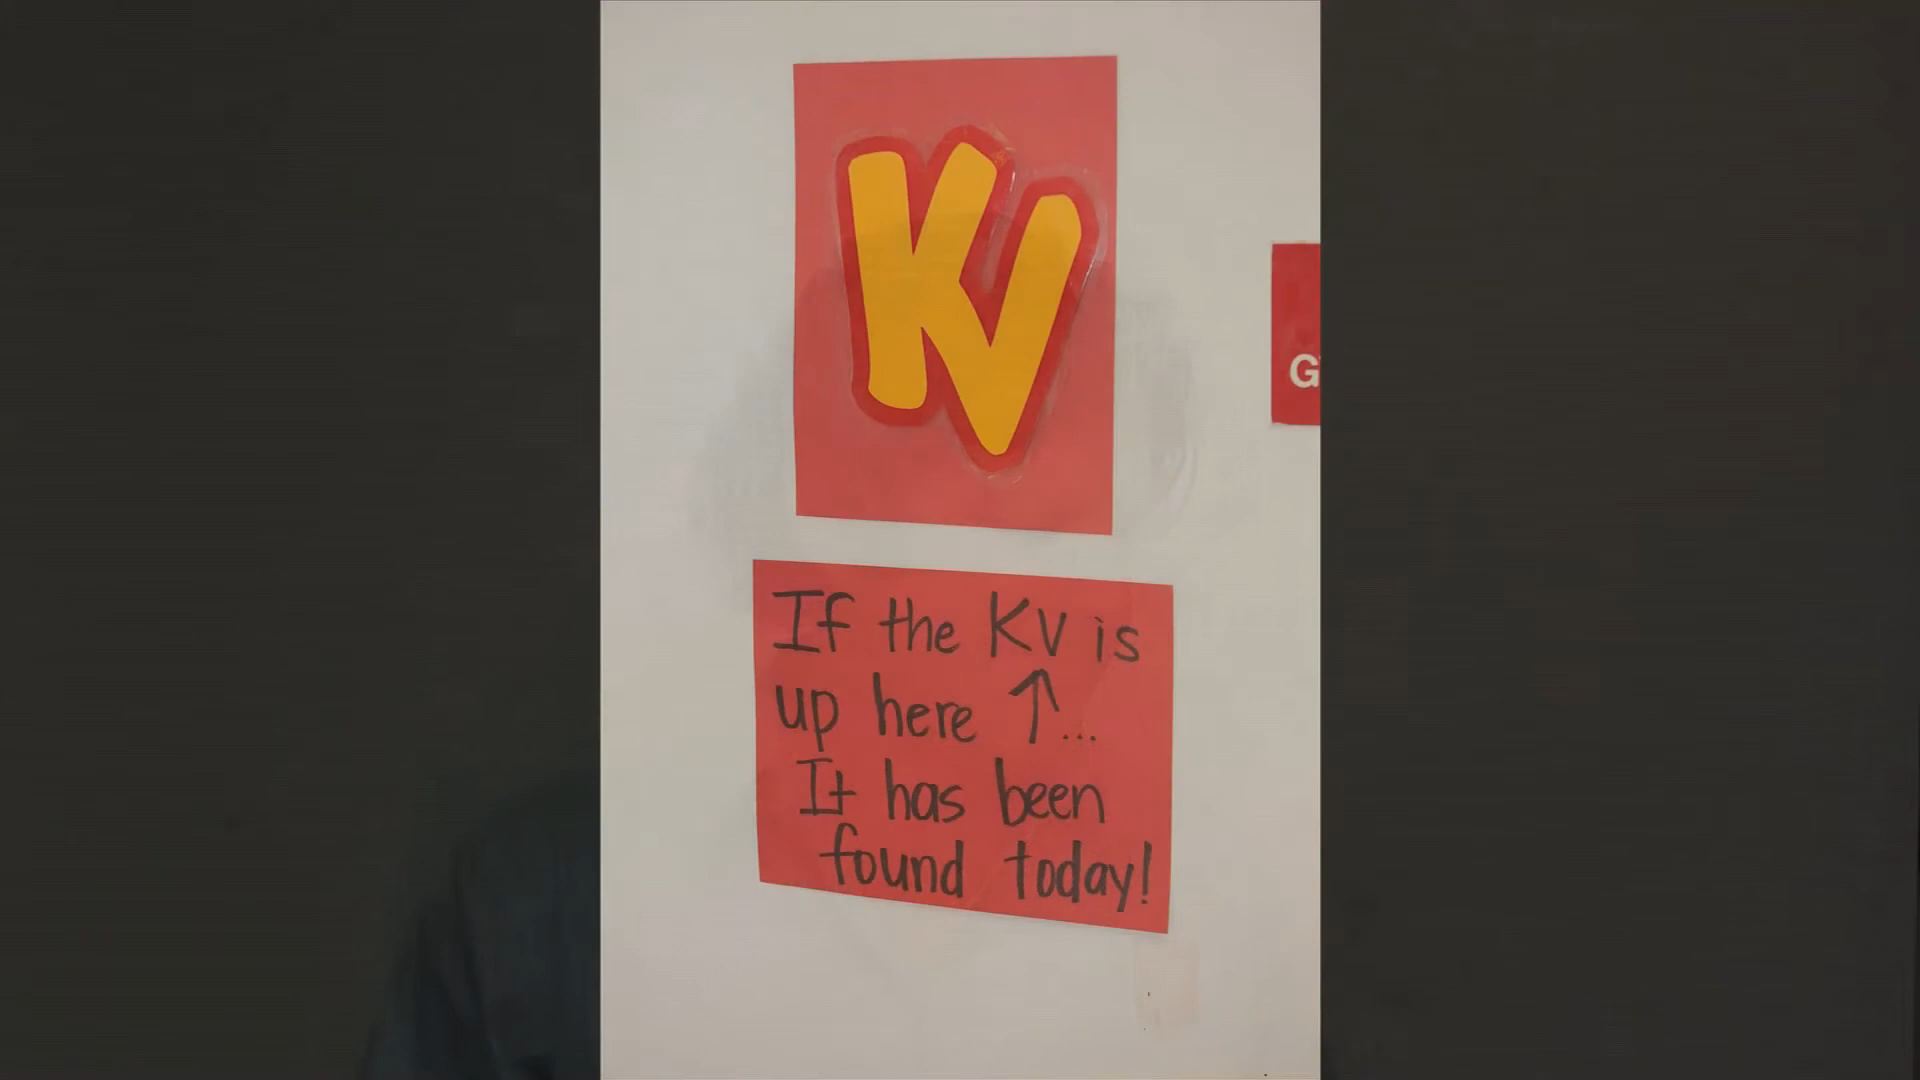 KV
If the KV is
up here ↑...
It has been
found today!
G